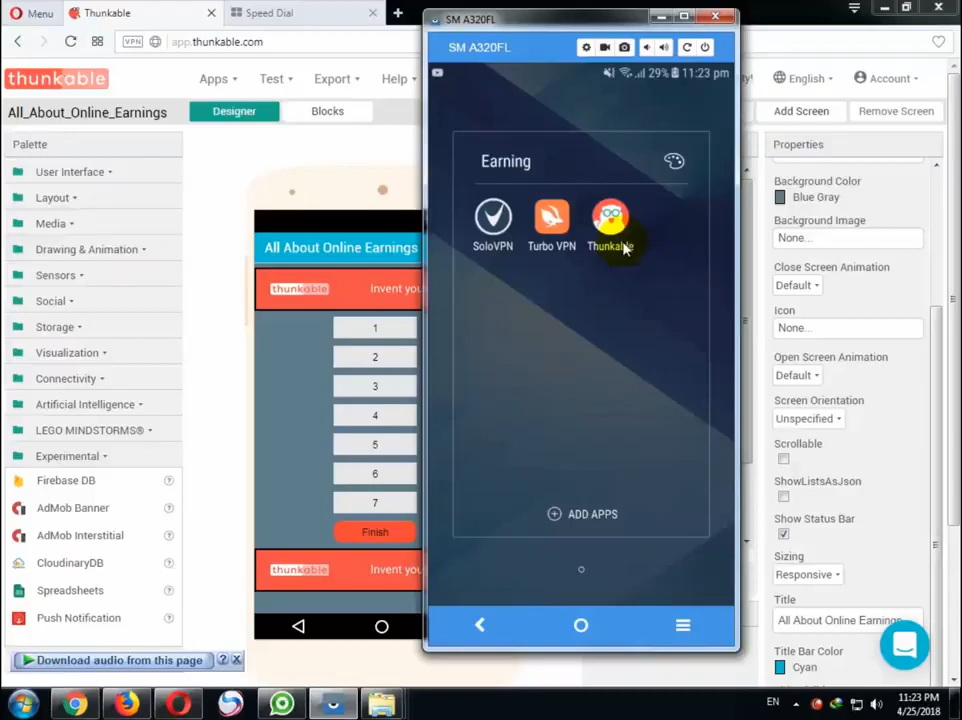 Menu
Thunkable
Speed Dial
SM A320FL
VPN
app.thunkable.com
SM A320FL
thunkable
Apps
Test
Export
Help
English
Account
29% 11:23 pm
All_About_Online_Earnings
Designer
Blocks
Add Screen
Remove Screen
Palette
Properties
User Interface
Layout
Media
Drawing & Animation
Sensors
Social
Storage
Visualization
Connectivity
Artificial Intelligence
LEGO MINDSTORMS®
Experimental
Firebase DB
AdMob Banner
AdMob Interstitial
CloudinaryDB
Spreadsheets
Push Notification
Download audio from this page
All About Online Earnings
thunkable
Invent you
1
2
3
4
5
6
7
Finish
thunkable
Invent you
Earning
SoloVPN
Turbo VPN
Thunkable
ADD APPS
Background Color
Blue Gray
Background Image
None...
Close Screen Animation
Default
Icon
None...
Open Screen Animation
Default
Screen Orientation
Unspecified
Scrollable
ShowListsAsJson
Show Status Bar
Sizing
Responsive
Title
All About Online Earnings
Title Bar Color
Cyan
EN
11:23 PM
4/25/2018